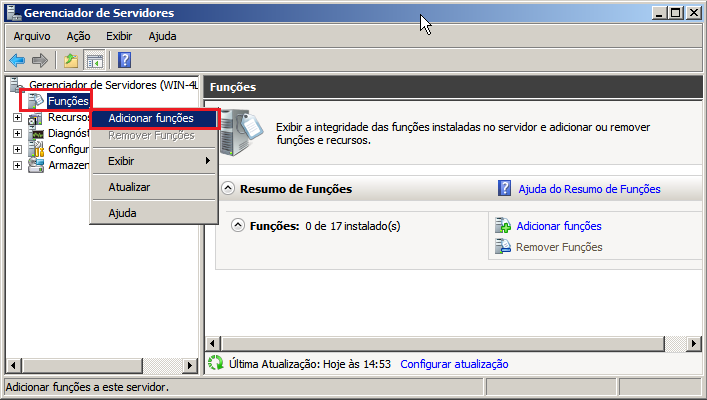 Gerenciador de Servidores
Arquivo Ação Exibir Ajuda
Gerenciador de Servidores (WIN-4L
Funções
Recursos
Diagnóst
Configur
Armazen
Adicionar funções
Remover Funções
Exibir
Atualizar
Ajuda
Funções
Exibir a integridade das funções instaladas no servidor e adicionar ou remover
funções e recursos.
Resumo de Funções
Ajuda do Resumo de Funções
Funções: 0 de 17 instalado(s)
Adicionar funções
Remover Funções
Última Atualização: Hoje às 14:53 Configurar atualização
Adicionar funções a este servidor.